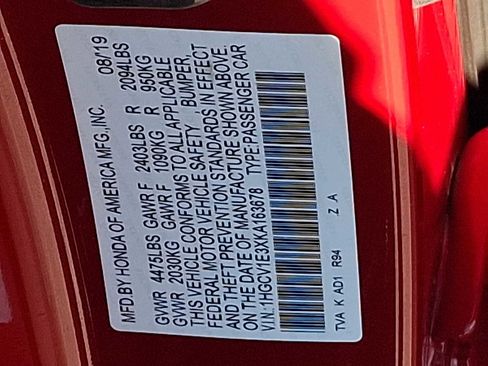 MFD.BY HONDA OF AMERICA MFG., INC. 08/19
GVWR 4475LBS GAWR F 2403LBS R 2094LBS
GVWR 2030KG GAWR F 1090KG R 950KG
THIS VEHICLE CONFORMS TO ALL APPLICABLE
FEDERAL MOTOR VEHICLE SAFETY, BUMPER,
AND THEFT PREVENTION STANDARDS IN EFFECT
ON THE DATE OF MANUFACTURE SHOWN ABOVE.
V.I.N.: 1HGCV1E3XKA163678 TYPE:PASSENGER CAR
TVA K AD1 R94 Z A